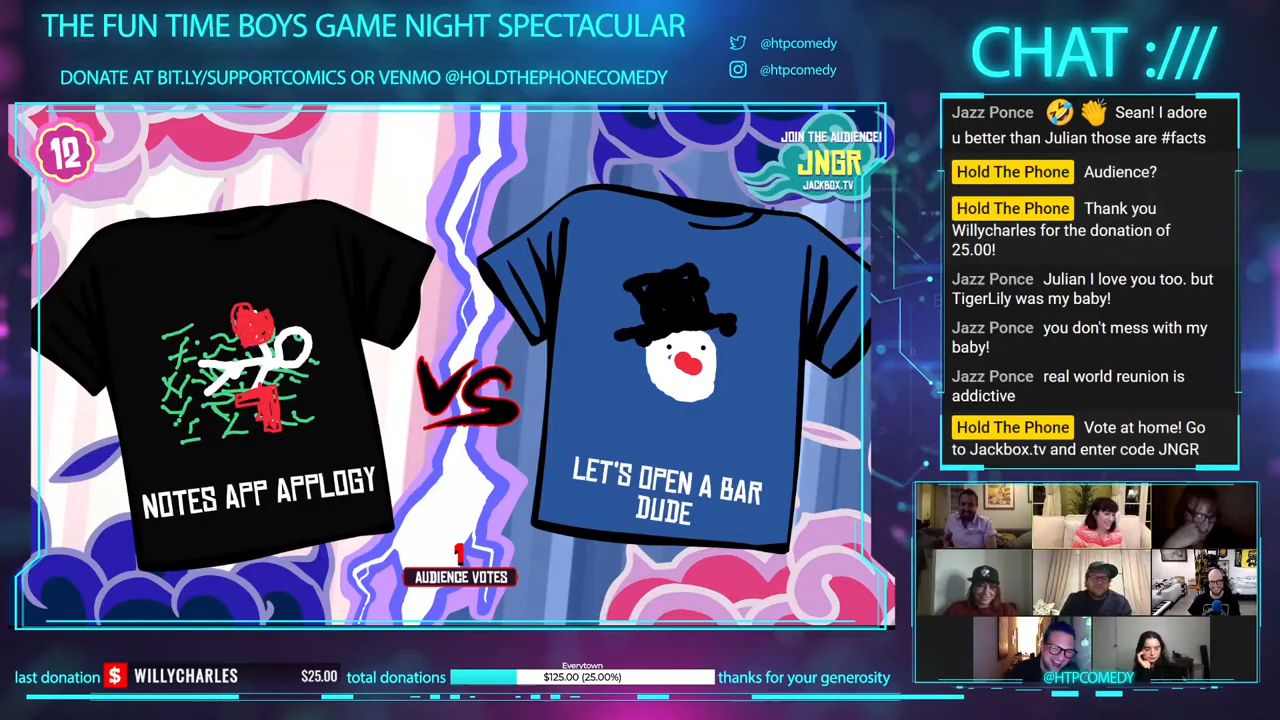 THE FUN TIME BOYS GAME NIGHT SPECTACULAR
DONATE AT BIT.LY/SUPPORTCOMICS OR VENMO @HOLDTHEPHONECOMEDY
@htpcomedy
@htpcomedy
CHAT :///
12
JOIN THE AUDIENCE!
JNGR
JACKBOX.TV
NOTES APP APPLOGY
VS
LET'S OPEN A BAR
DUDE
1
AUDIENCE VOTES
Jazz Ponce 🤣 👏 Sean! I adore
u better than Julian those are #facts
Hold The Phone Audience?
Hold The Phone Thank you
Willycharles for the donation of
25.00!
Jazz Ponce Julian I love you too. but
TigerLily was my baby!
Jazz Ponce you don't mess with my
baby!
Jazz Ponce real world reunion is
addictive
Hold The Phone Vote at home! Go
to Jackbox.tv and enter code JNGR
@HTPCOMEDY
last donation $ WILLYCHARLES $25.00 total donations
Everytown
$125.00 (25.00%)
thanks for your generosity